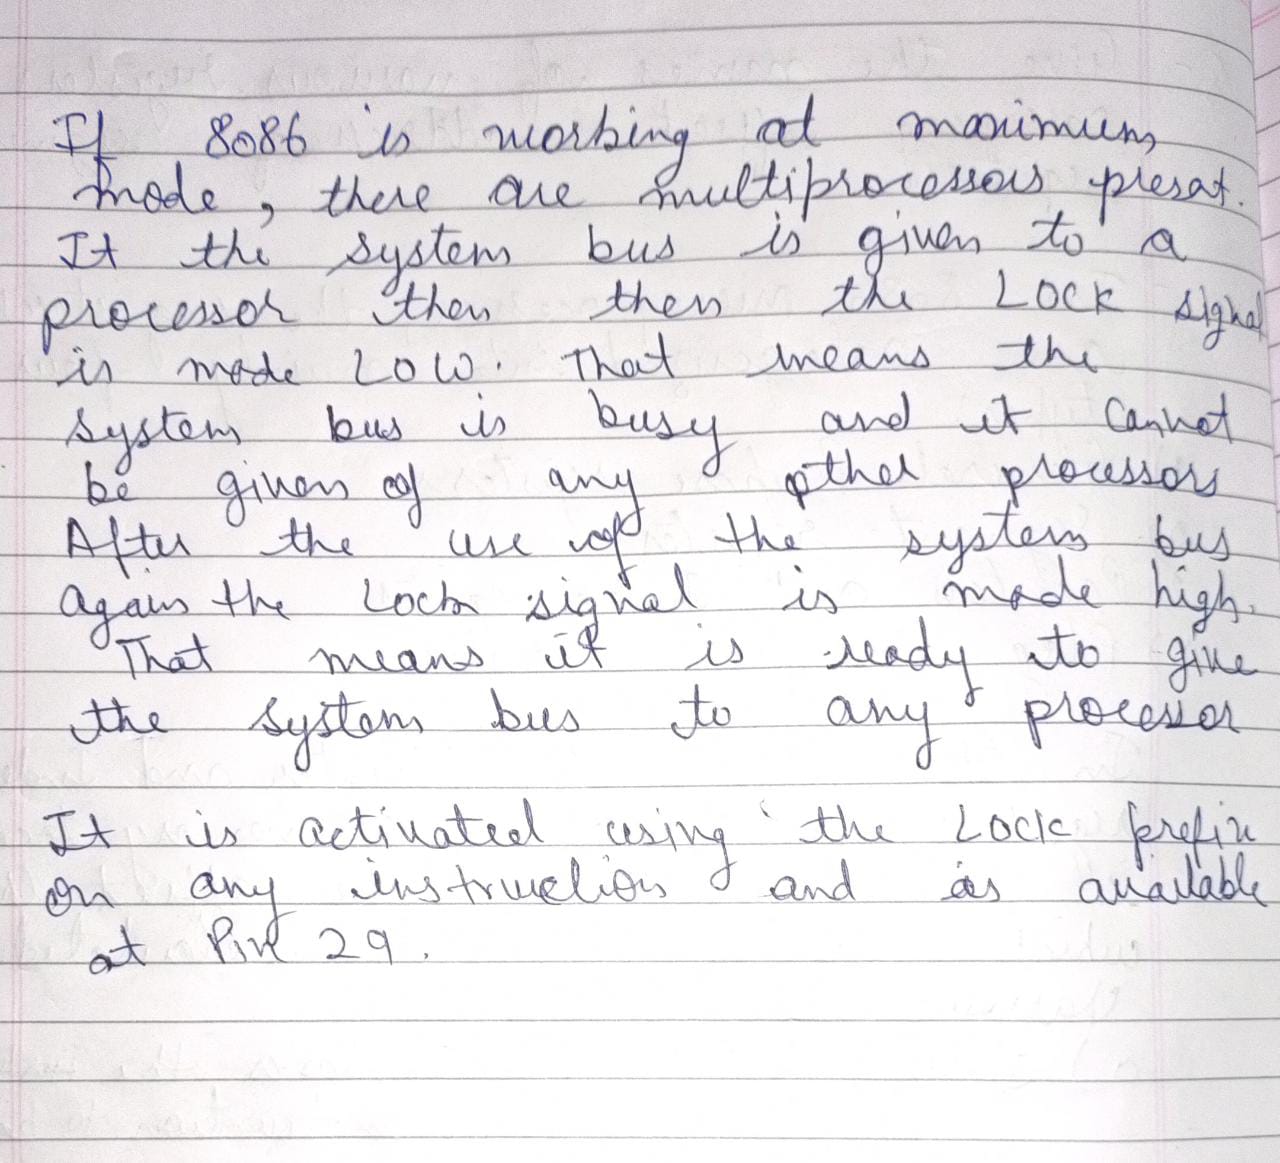 If 8086 is working at maximum
mode, there are multiprocessors presat.
It the system bus is given to a
processor then then the LOCK signal
is made LOW. That means the
system bus is busy and it cannot
be given of any other processors
After the use of the system bus
again the Lock signal is made high.
That means it is ready to give
the system bus to any processor
It is activated using the LOCK prefix
on any instruction and is available
at Pin 29.